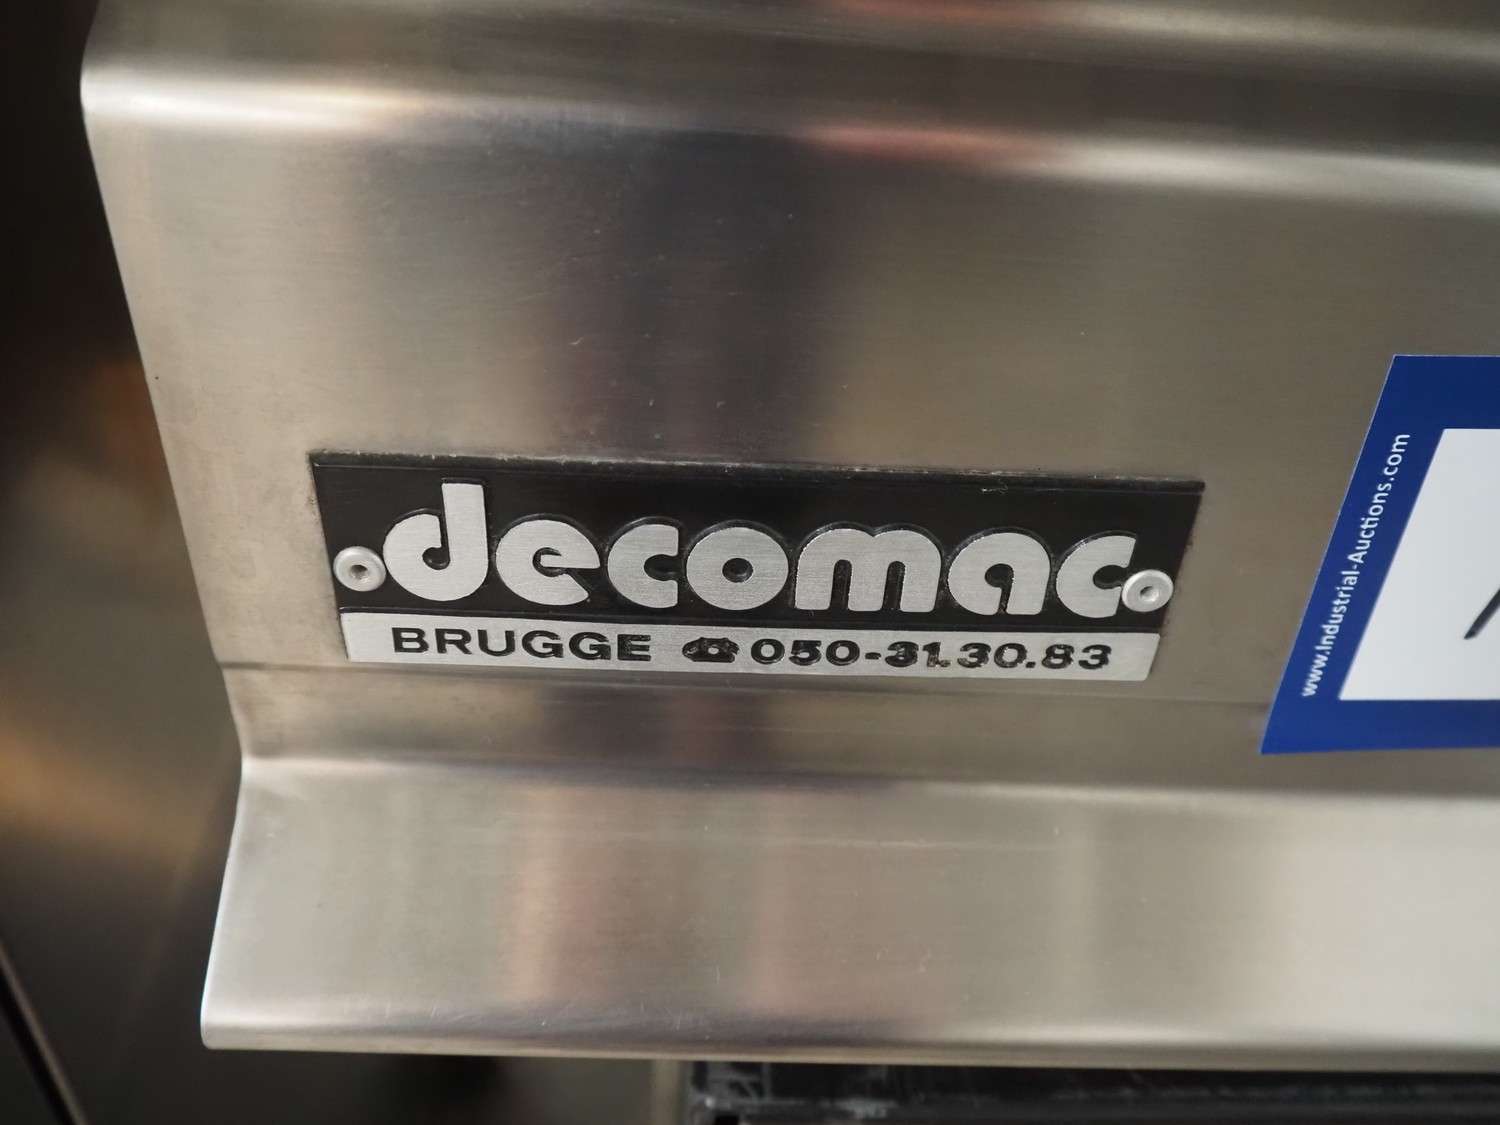 decomac
BRUGGE ☎ 050-31.30.83
www.Industrial-Auctions.com